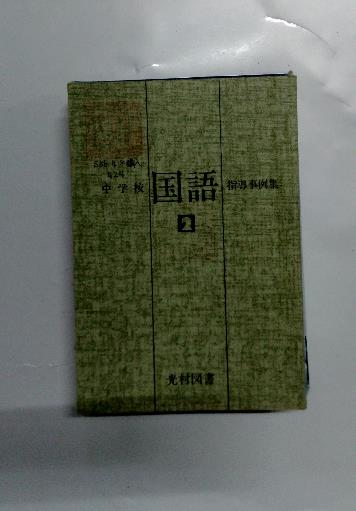 中学校 国語 指導事例集
2
光村図書